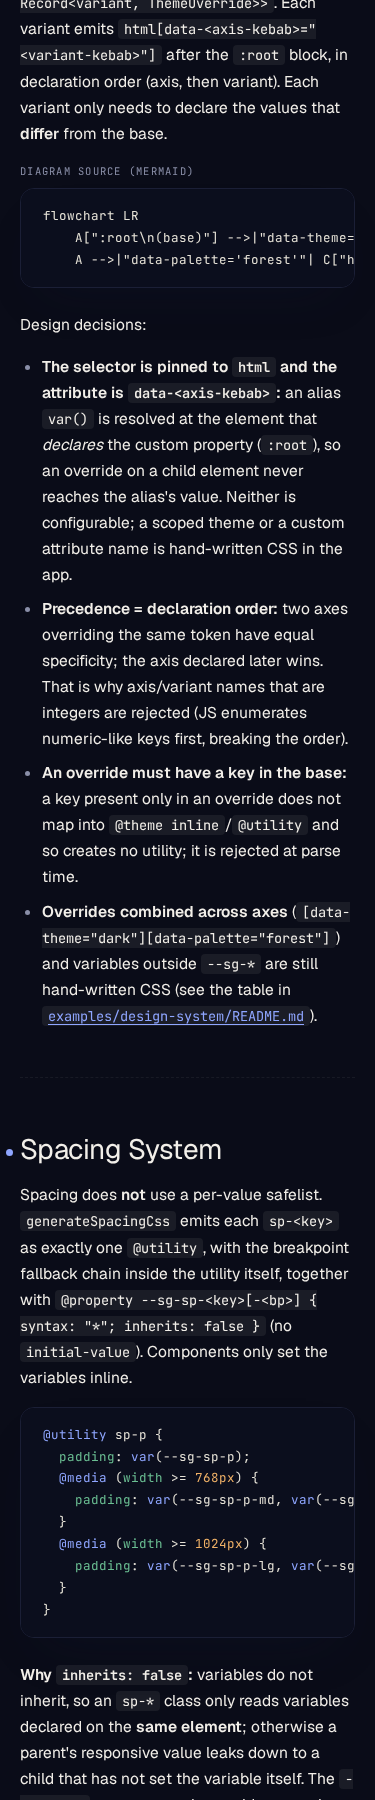 Record<Variant, ThemeOverride>> . Each
variant emits html[data-<axis-kebab>="
<variant-kebab>"] after the :root block, in
declaration order (axis, then variant). Each
variant only needs to declare the values that
differ from the base.
DIAGRAM SOURCE (MERMAID)
flowchart LR
A[":root\n(base)"] -->|"data-theme=
A -->|"data-palette='forest'"| C["h
Design decisions:
The selector is pinned to html and the
attribute is data-<axis-kebab> : an alias
var() is resolved at the element that
declares the custom property ( :root ), so
an override on a child element never
reaches the alias's value. Neither is
configurable; a scoped theme or a custom
attribute name is hand-written CSS in the
app.
Precedence = declaration order: two axes
overriding the same token have equal
specificity; the axis declared later wins.
That is why axis/variant names that are
integers are rejected (JS enumerates
numeric-like keys first, breaking the order).
An override must have a key in the base:
a key present only in an override does not
map into @theme inline / @utility and
so creates no utility; it is rejected at parse
time.
Overrides combined across axes ( [data-
theme="dark"][data-palette="forest"] )
and variables outside --sg-* are still
hand-written CSS (see the table in
examples/design-system/README.md ).
Spacing System
Spacing does not use a per-value safelist.
generateSpacingCss emits each sp-<key>
as exactly one @utility , with the breakpoint
fallback chain inside the utility itself, together
with @property --sg-sp-<key>[-<bp>] {
syntax: "*"; inherits: false } (no
initial-value ). Components only set the
variables inline.
@utility sp-p {
padding: var(--sg-sp-p);
@media (width >= 768px) {
padding: var(--sg-sp-p-md, var(--sg
}
@media (width >= 1024px) {
padding: var(--sg-sp-p-lg, var(--sg
}
}
Why inherits: false : variables do not
inherit, so an sp-* class only reads variables
declared on the same element; otherwise a
parent's responsive value leaks down to a
child that has not set the variable itself. The -